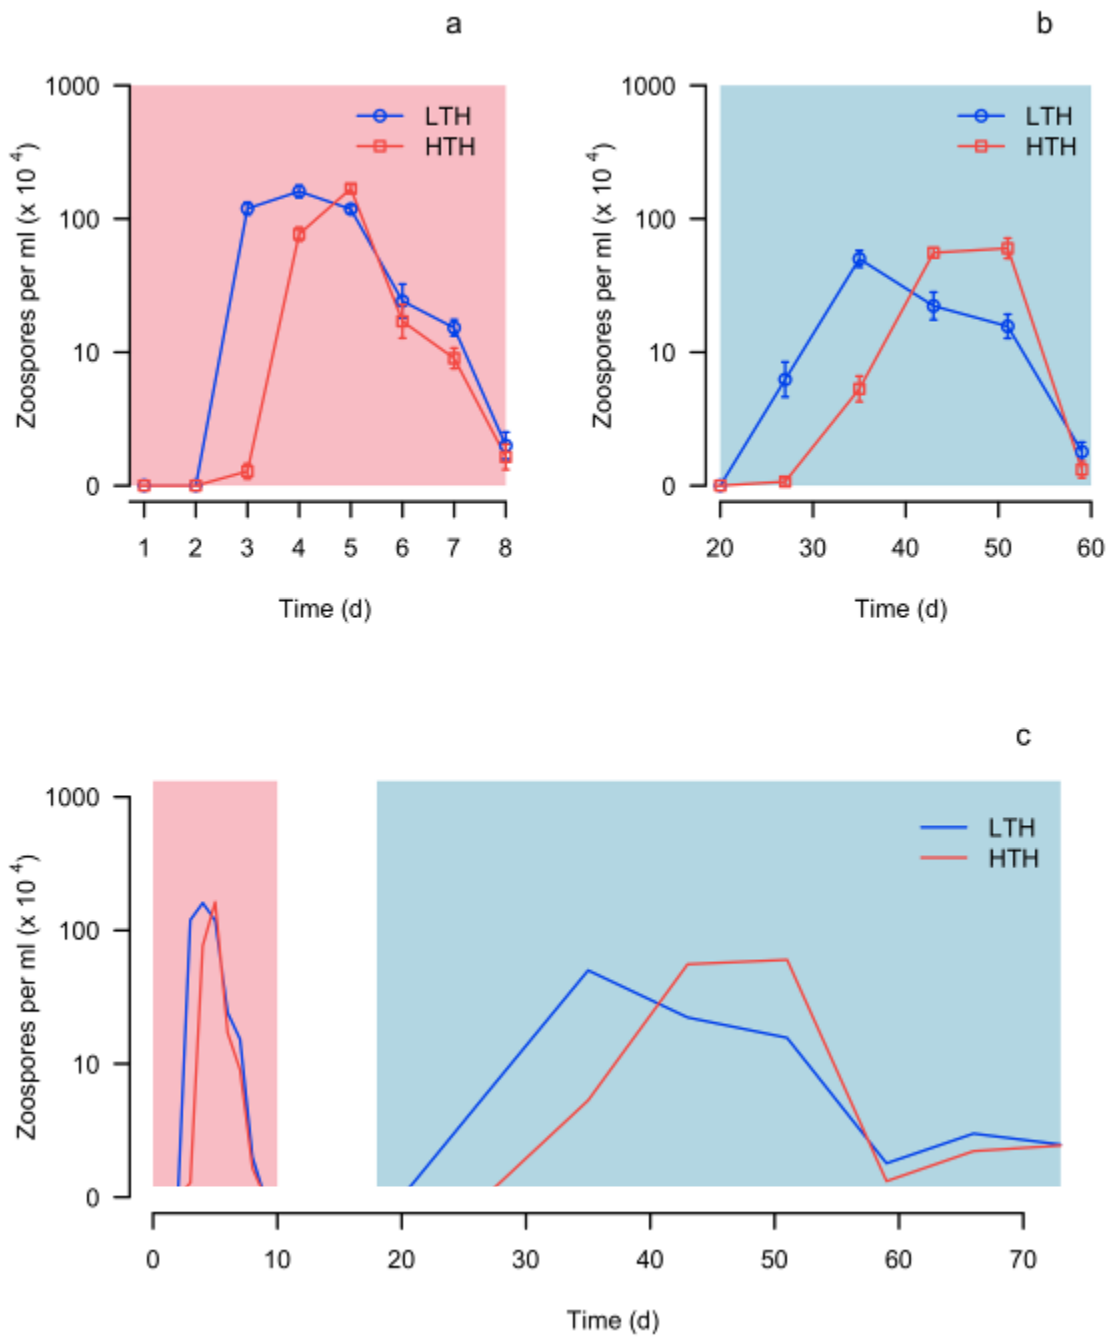 a
1000
100
10
0
Zoospores per ml (x 10 4)
LTH
HTH
1 2 3 4 5 6 7 8
Time (d)
b
1000
100
10
0
Zoospores per ml (x 10 4)
LTH
HTH
20 30 40 50 60
Time (d)
c
1000
100
10
0
Zoospores per ml (x 10 4)
LTH
HTH
0 10 20 30 40 50 60 70
Time (d)